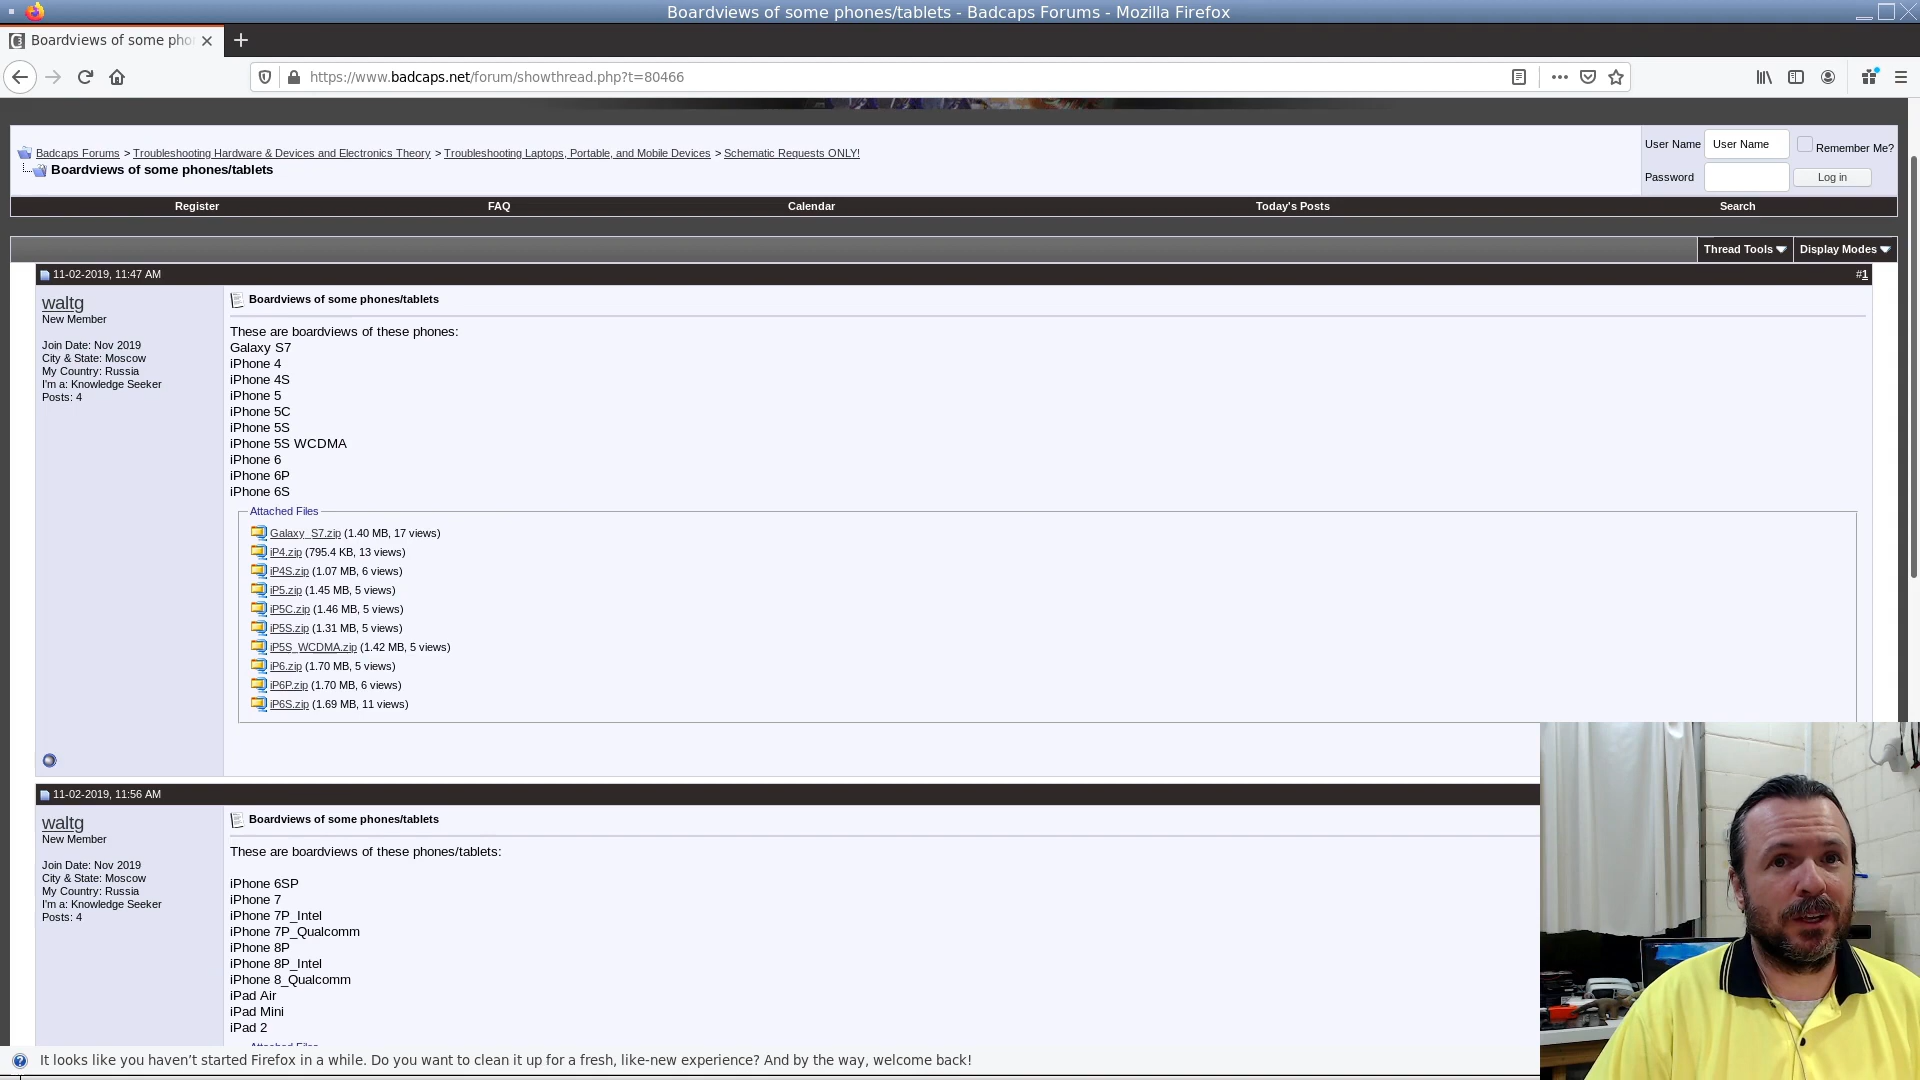 Boardviews of some phones/tablets - Badcaps Forums - Mozilla Firefox
Boardviews of some pho
https://www.badcaps.net/forum/showthread.php?t=80466
Badcaps Forums > Troubleshooting Hardware & Devices and Electronics Theory > Troubleshooting Laptops, Portable, and Mobile Devices > Schematic Requests ONLY!
Boardviews of some phones/tablets
User Name User Name Remember Me?
Password Log in
Register FAQ Calendar Today's Posts Search
Thread Tools Display Modes
11-02-2019, 11:47 AM #1
waltg
New Member
Join Date: Nov 2019
City & State: Moscow
My Country: Russia
I'm a: Knowledge Seeker
Posts: 4
Boardviews of some phones/tablets
These are boardviews of these phones:
Galaxy S7
iPhone 4
iPhone 4S
iPhone 5
iPhone 5C
iPhone 5S
iPhone 5S WCDMA
iPhone 6
iPhone 6P
iPhone 6S
Attached Files
Galaxy_S7.zip (1.40 MB, 17 views)
iP4.zip (795.4 KB, 13 views)
iP4S.zip (1.07 MB, 6 views)
iP5.zip (1.45 MB, 5 views)
iP5C.zip (1.46 MB, 5 views)
iP5S.zip (1.31 MB, 5 views)
iP5S_WCDMA.zip (1.42 MB, 5 views)
iP6.zip (1.70 MB, 5 views)
iP6P.zip (1.70 MB, 6 views)
iP6S.zip (1.69 MB, 11 views)
11-02-2019, 11:56 AM
waltg
New Member
Join Date: Nov 2019
City & State: Moscow
My Country: Russia
I'm a: Knowledge Seeker
Posts: 4
Boardviews of some phones/tablets
These are boardviews of these phones/tablets:
iPhone 6SP
iPhone 7
iPhone 7P_Intel
iPhone 7P_Qualcomm
iPhone 8P
iPhone 8P_Intel
iPhone 8_Qualcomm
iPad Air
iPad Mini
iPad 2
Attached Files
It looks like you haven't started Firefox in a while. Do you want to clean it up for a fresh, like-new experience? And by the way, welcome back!